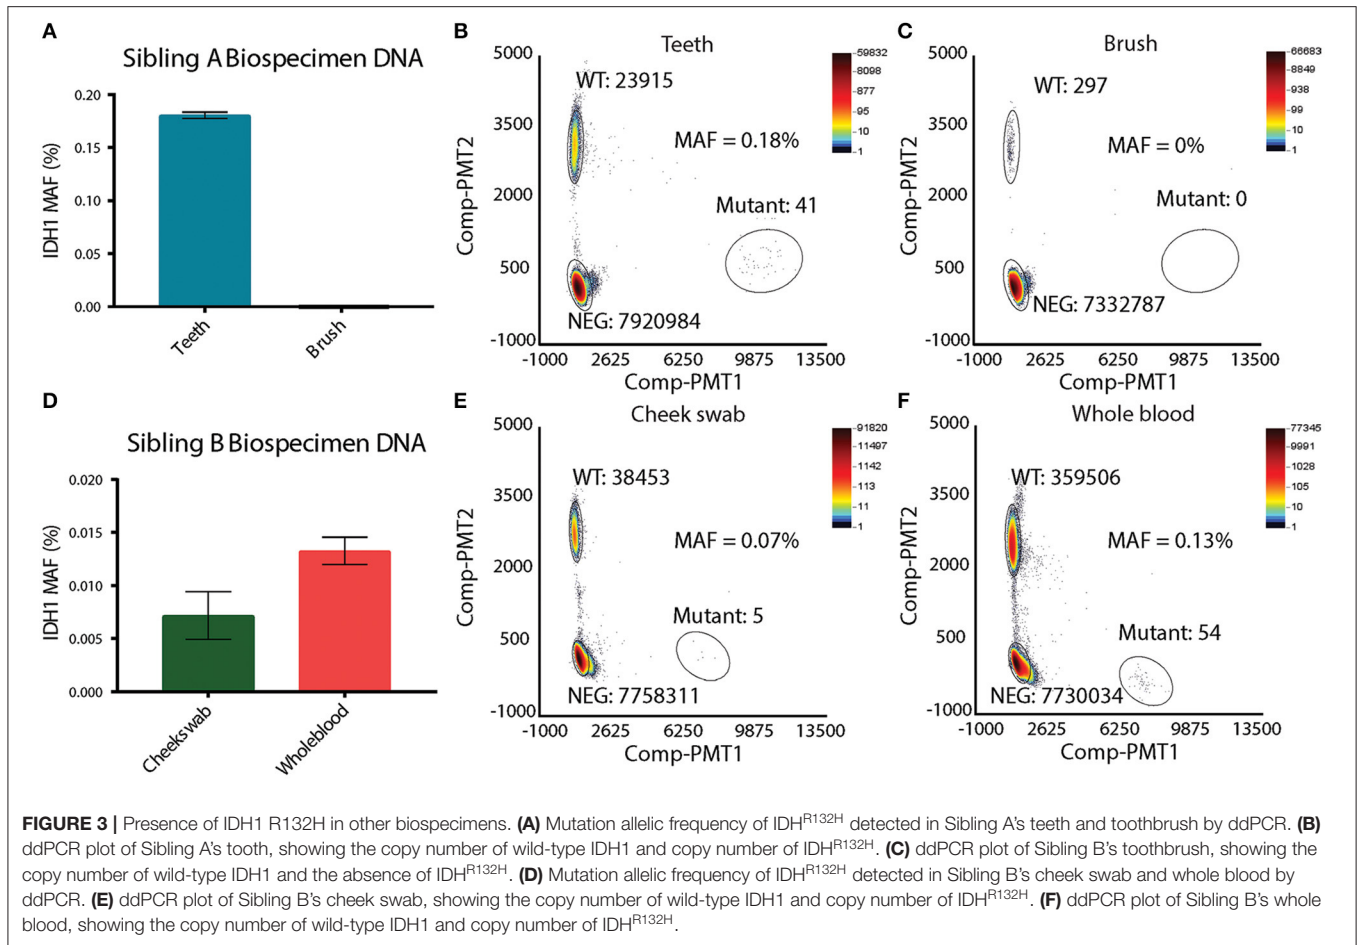 A
Sibling A Biospecimen DNA
IDH1 MAF (%)
0.20
0.15
0.10
0.05
0.00
Teeth
Brush
B
Teeth
5000
3500
2000
500
-1000
Comp-PMT2
WT: 23915
MAF = 0.18%
Mutant: 41
NEG: 7920984
59832
8098
877
95
10
1
-1000 2625 6250 9875 13500
Comp-PMT1
C
Brush
5000
3500
2000
500
-1000
Comp-PMT2
WT: 297
MAF = 0%
Mutant: 0
NEG: 7332787
66683
8849
938
99
10
1
-1000 2625 6250 9875 13500
Comp-PMT1
D
Sibling B Biospecimen DNA
IDH1 MAF (%)
0.020
0.015
0.010
0.005
0.000
Cheekswab
Wholeblood
E
Cheek swab
5000
3500
2000
500
-1000
Comp-PMT2
WT: 38453
MAF = 0.07%
Mutant: 5
NEG: 7758311
91820
11497
1142
113
11
1
-1000 2625 6250 9875 13500
Comp-PMT1
F
Whole blood
5000
3500
2000
500
-1000
Comp-PMT2
WT: 359506
MAF = 0.13%
Mutant: 54
NEG: 7730034
77345
9991
1028
105
10
1
-1000 2625 6250 9875 13500
Comp-PMT1
FIGURE 3 | Presence of IDH1 R132H in other biospecimens. (A) Mutation allelic frequency of IDH^R132H detected in Sibling A's teeth and toothbrush by ddPCR. (B)
ddPCR plot of Sibling A's tooth, showing the copy number of wild-type IDH1 and copy number of IDH^R132H. (C) ddPCR plot of Sibling B's toothbrush, showing the
copy number of wild-type IDH1 and the absence of IDH^R132H. (D) Mutation allelic frequency of IDH^R132H detected in Sibling B's cheek swab and whole blood by
ddPCR. (E) ddPCR plot of Sibling B's cheek swab, showing the copy number of wild-type IDH1 and copy number of IDH^R132H. (F) ddPCR plot of Sibling B's whole
blood, showing the copy number of wild-type IDH1 and copy number of IDH^R132H.